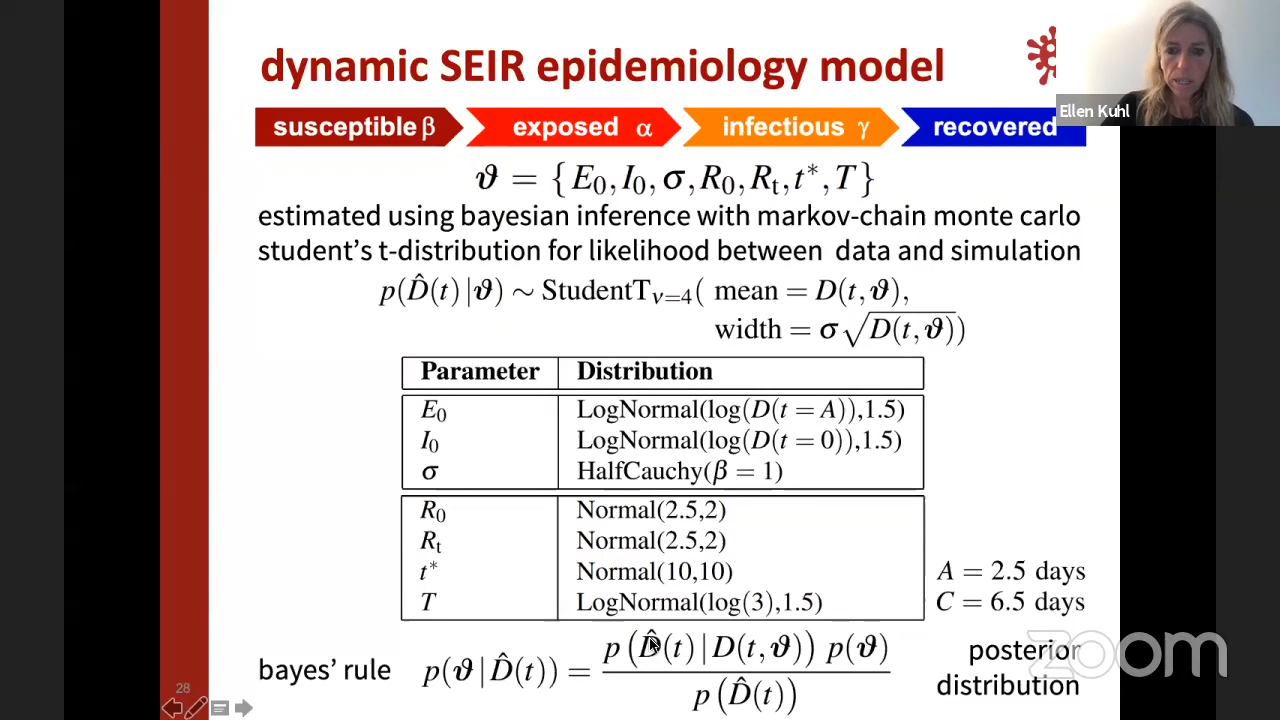 dynamic SEIR epidemiology model
Ellen Kuhl
susceptible β exposed α infectious γ recovered
ϑ = { E₀, I₀, σ, R₀, Rₜ, t*, T }
estimated using bayesian inference with markov-chain monte carlo
student's t-distribution for likelihood between data and simulation
p(D̂(t) | ϑ) ∼ StudentT_ν=4( mean = D(t, ϑ),
width = σ√D(t, ϑ))
Parameter Distribution
E₀ LogNormal(log(D(t = A)),1.5)
I₀ LogNormal(log(D(t = 0)),1.5)
σ HalfCauchy(β = 1)
R₀ Normal(2.5,2)
Rₜ Normal(2.5,2)
t* Normal(10,10)
T LogNormal(log(3),1.5)
A = 2.5 days
C = 6.5 days
bayes' rule p(ϑ | D̂(t)) = p(D̂(t) | D(t, ϑ)) p(ϑ) / p(D̂(t))
posterior
distribution
zoom
28